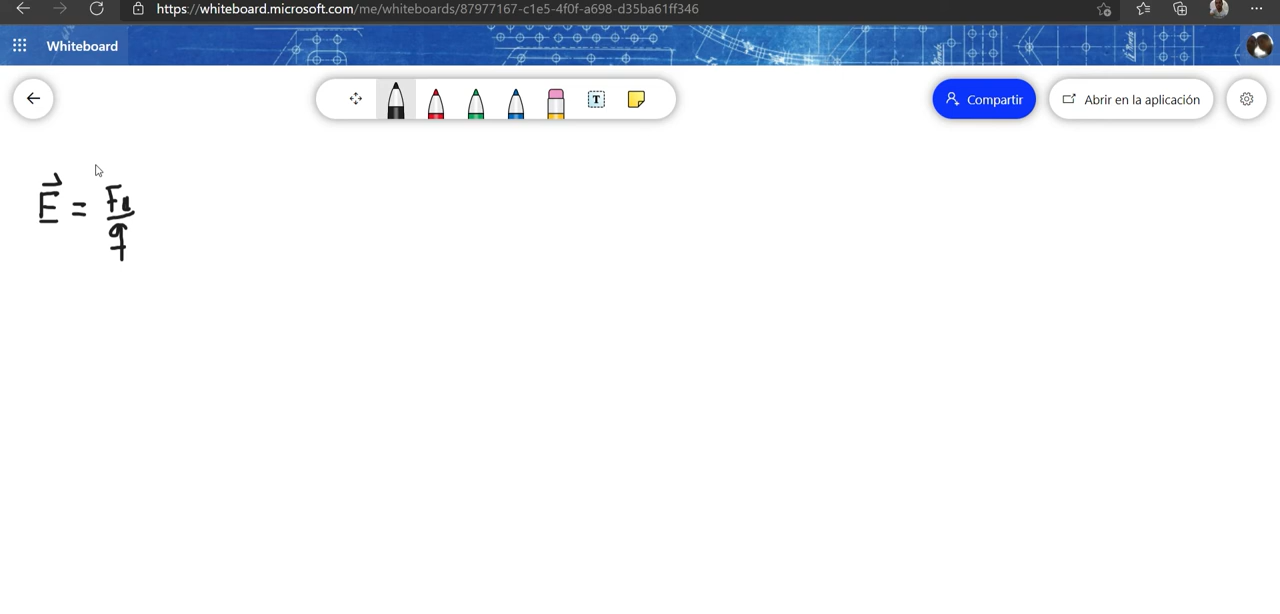 https://whiteboard.microsoft.com/me/whiteboards/87977167-c1e5-4f0f-a698-d35ba61ff346
Whiteboard
T
Compartir
Abrir en la aplicación
E⃗ = Fe/q